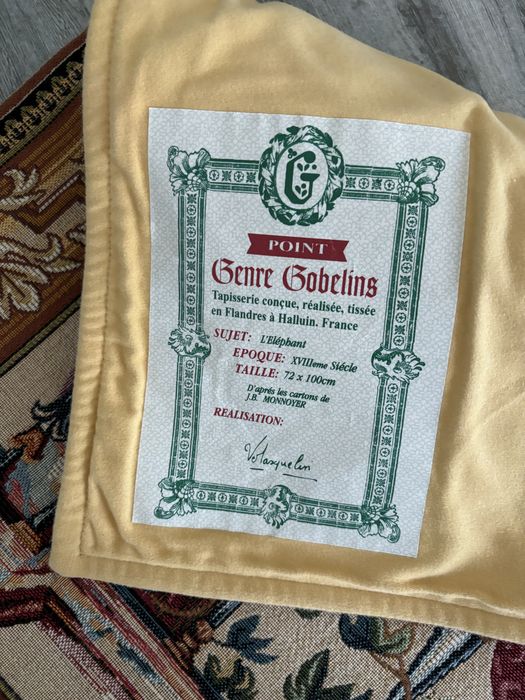 G
POINT
Genre Gobelins
Tapisserie conçue, réalisée, tissée
en Flandres à Halluin. France
SUJET: L'Eléphant
EPOQUE: XVIIIeme Siécle
TAILLE: 72 x 100cm
D'aprés les cartons de
J.B. MONNOYER
REALISATION: